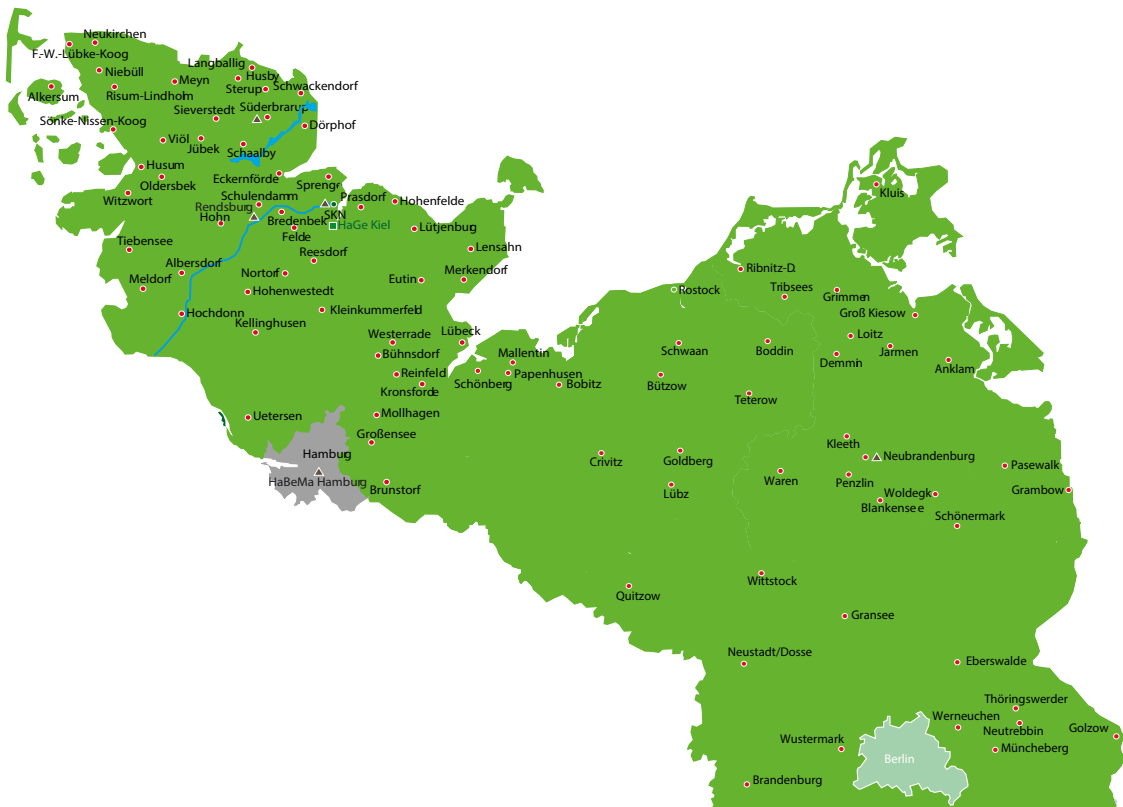 Neukirchen
F.-W.-Lübke-Koog
Langballig
Niebüll
Husby
Meyn
Sterup
Schwackendorf
Alkersum
Risum-Lindholm
Sieverstedt
Süderbrarup
Sönke-Nissen-Koog
Dörphof
Viöl
Jübek
Schaalby
Husum
Eckernförde
Oldersbek
Sprenge
Kluis
Witzwort
Schulendamm
Prasdorf
Hohenfelde
Rendsburg
SKN
Hohn
Bredenbek
HaGe Kiel
Lütjenburg
Felde
Tiebensee
Lensahn
Reesdorf
Albersdorf
Ribnitz-D.
Nortorf
Merkendorf
Meldorf
Eutin
Tribsees
Hohenwestedt
Rostock
Grimmen
Hochdonn
Kleinkummerfeld
Groß Kiesow
Kellinghusen
Lübeck
Westerrade
Loitz
Schwaan
Boddin
Jarmen
Bühnsdorf
Mallentin
Demmin
Anklam
Reinfeld
Schönberg
Papenhusen
Bobitz
Bützow
Kronsforde
Teterow
Uetersen
Mollhagen
Großensee
Kleeth
Hamburg
Crivitz
Goldberg
Neubrandenburg
Pasewalk
HaBeMa Hamburg
Waren
Penzlin
Brunstorf
Lübz
Woldegk
Grambow
Blankensee
Schönermark
Wittstock
Quitzow
Gransee
Neustadt/Dosse
Eberswalde
Thöringswerder
Werneuchen
Neutrebbin
Golzow
Wustermark
Müncheberg
Berlin
Brandenburg